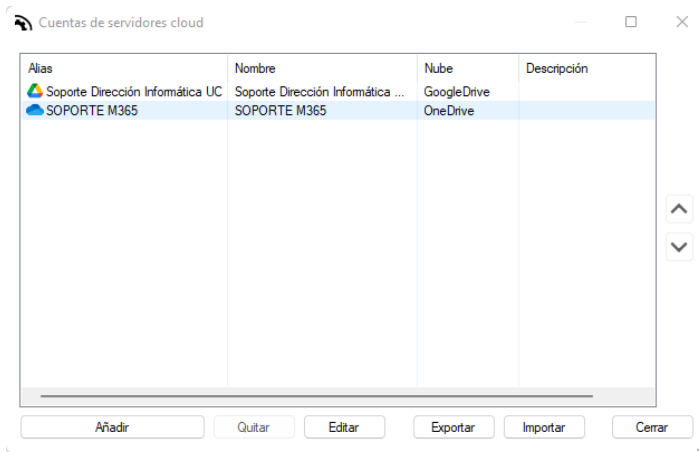 Cuentas de servidores cloud
Alias Nombre Nube Descripción
Soporte Dirección Informática UC Soporte Dirección Informática ... GoogleDrive
SOPORTE M365 SOPORTE M365 OneDrive
Añadir Quitar Editar Exportar Importar Cerrar